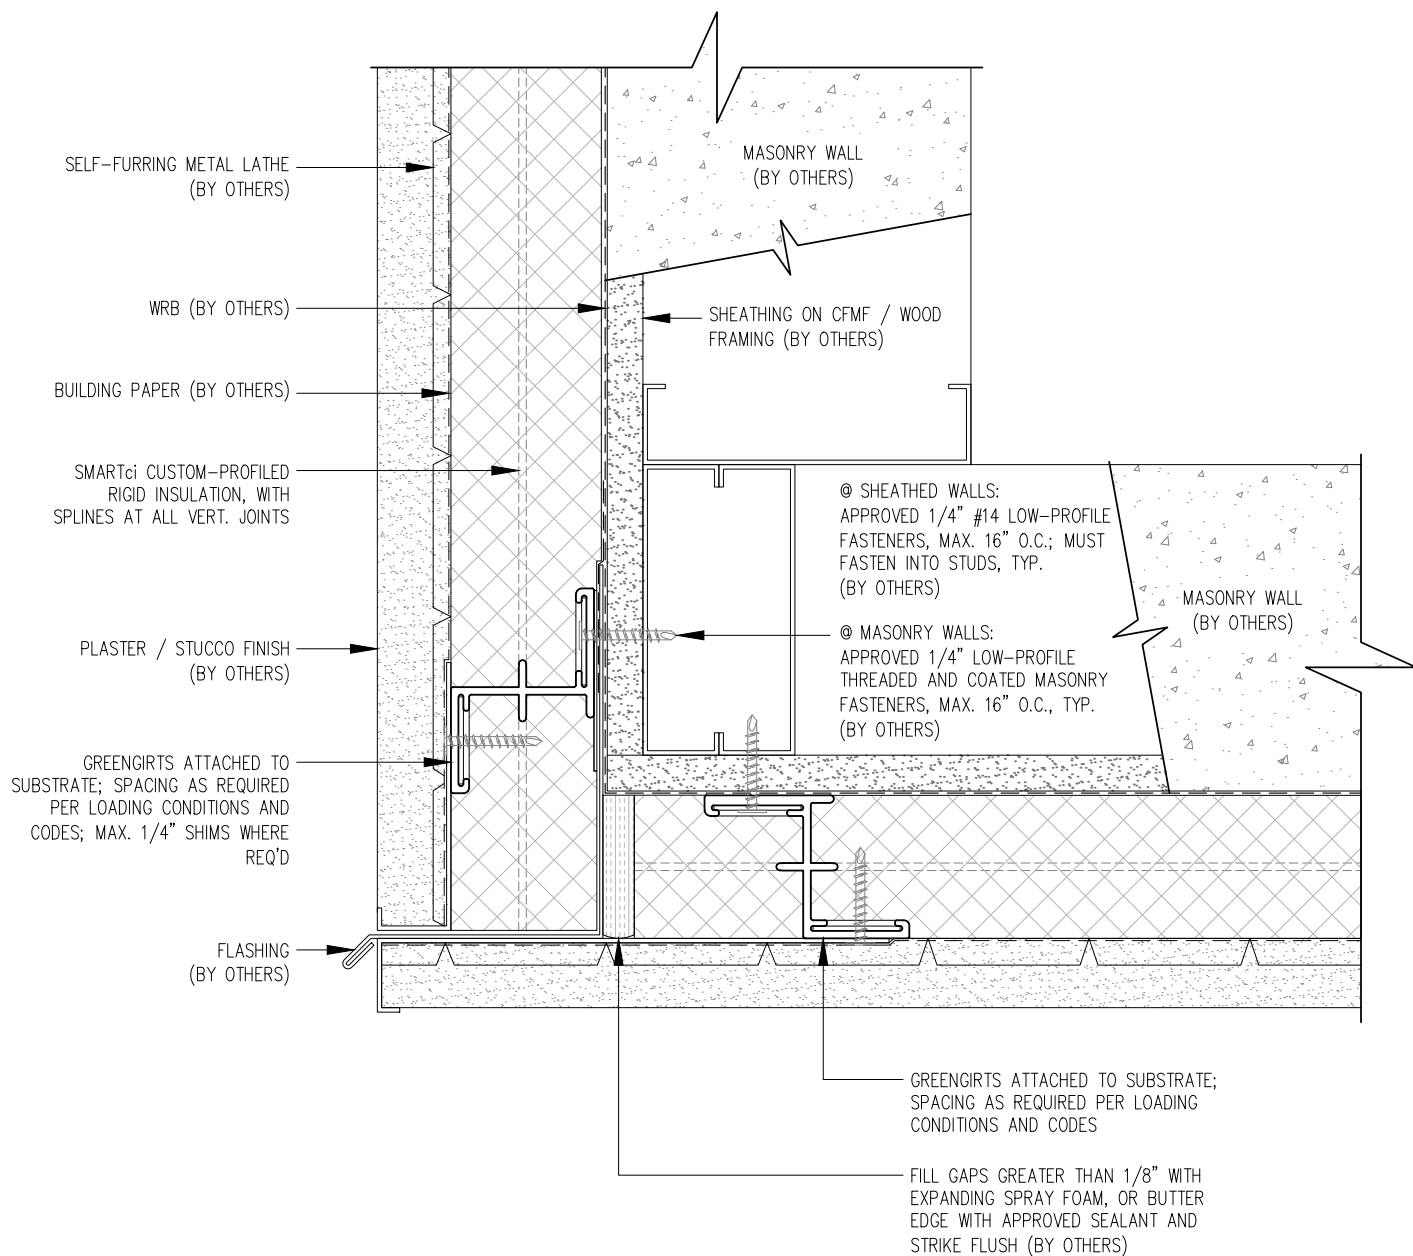 SELF-FURRING METAL LATHE
(BY OTHERS)
WRB (BY OTHERS)
BUILDING PAPER (BY OTHERS)
SMARTci CUSTOM-PROFILED
RIGID INSULATION, WITH
SPLINES AT ALL VERT. JOINTS
PLASTER / STUCCO FINISH
(BY OTHERS)
GREENGIRTS ATTACHED TO
SUBSTRATE; SPACING AS REQUIRED
PER LOADING CONDITIONS AND
CODES; MAX. 1/4” SHIMS WHERE
REQ'D
FLASHING
(BY OTHERS)
MASONRY WALL
(BY OTHERS)
SHEATHING ON CFMF / WOOD
FRAMING (BY OTHERS)
@ SHEATHED WALLS:
APPROVED 1/4” #14 LOW-PROFILE
FASTENERS, MAX. 16” O.C.; MUST
FASTEN INTO STUDS, TYP.
(BY OTHERS)
@ MASONRY WALLS:
APPROVED 1/4” LOW-PROFILE
THREADED AND COATED MASONRY
FASTENERS, MAX. 16” O.C., TYP.
(BY OTHERS)
MASONRY WALL
(BY OTHERS)
GREENGIRTS ATTACHED TO SUBSTRATE;
SPACING AS REQUIRED PER LOADING
CONDITIONS AND CODES
FILL GAPS GREATER THAN 1/8” WITH
EXPANDING SPRAY FOAM, OR BUTTER
EDGE WITH APPROVED SEALANT AND
STRIKE FLUSH (BY OTHERS)